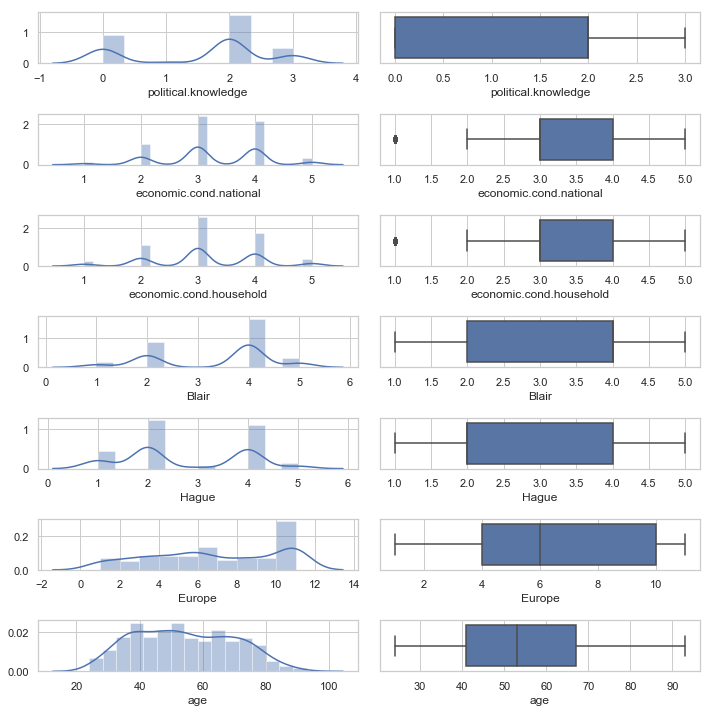 1
0
−1 0 1 2 3 4
political.knowledge
0.0 0.5 1.0 1.5 2.0 2.5 3.0
political.knowledge
2
0
1 2 3 4 5
economic.cond.national
1.0 1.5 2.0 2.5 3.0 3.5 4.0 4.5 5.0
economic.cond.national
2
0
1 2 3 4 5
economic.cond.household
1.0 1.5 2.0 2.5 3.0 3.5 4.0 4.5 5.0
economic.cond.household
1
0
0 1 2 3 4 5 6
Blair
1.0 1.5 2.0 2.5 3.0 3.5 4.0 4.5 5.0
Blair
1
0
0 1 2 3 4 5 6
Hague
1.0 1.5 2.0 2.5 3.0 3.5 4.0 4.5 5.0
Hague
0.2
0.0
−2 0 2 4 6 8 10 12 14
Europe
2 4 6 8 10
Europe
0.02
0.00
20 40 60 80 100
age
30 40 50 60 70 80 90
age